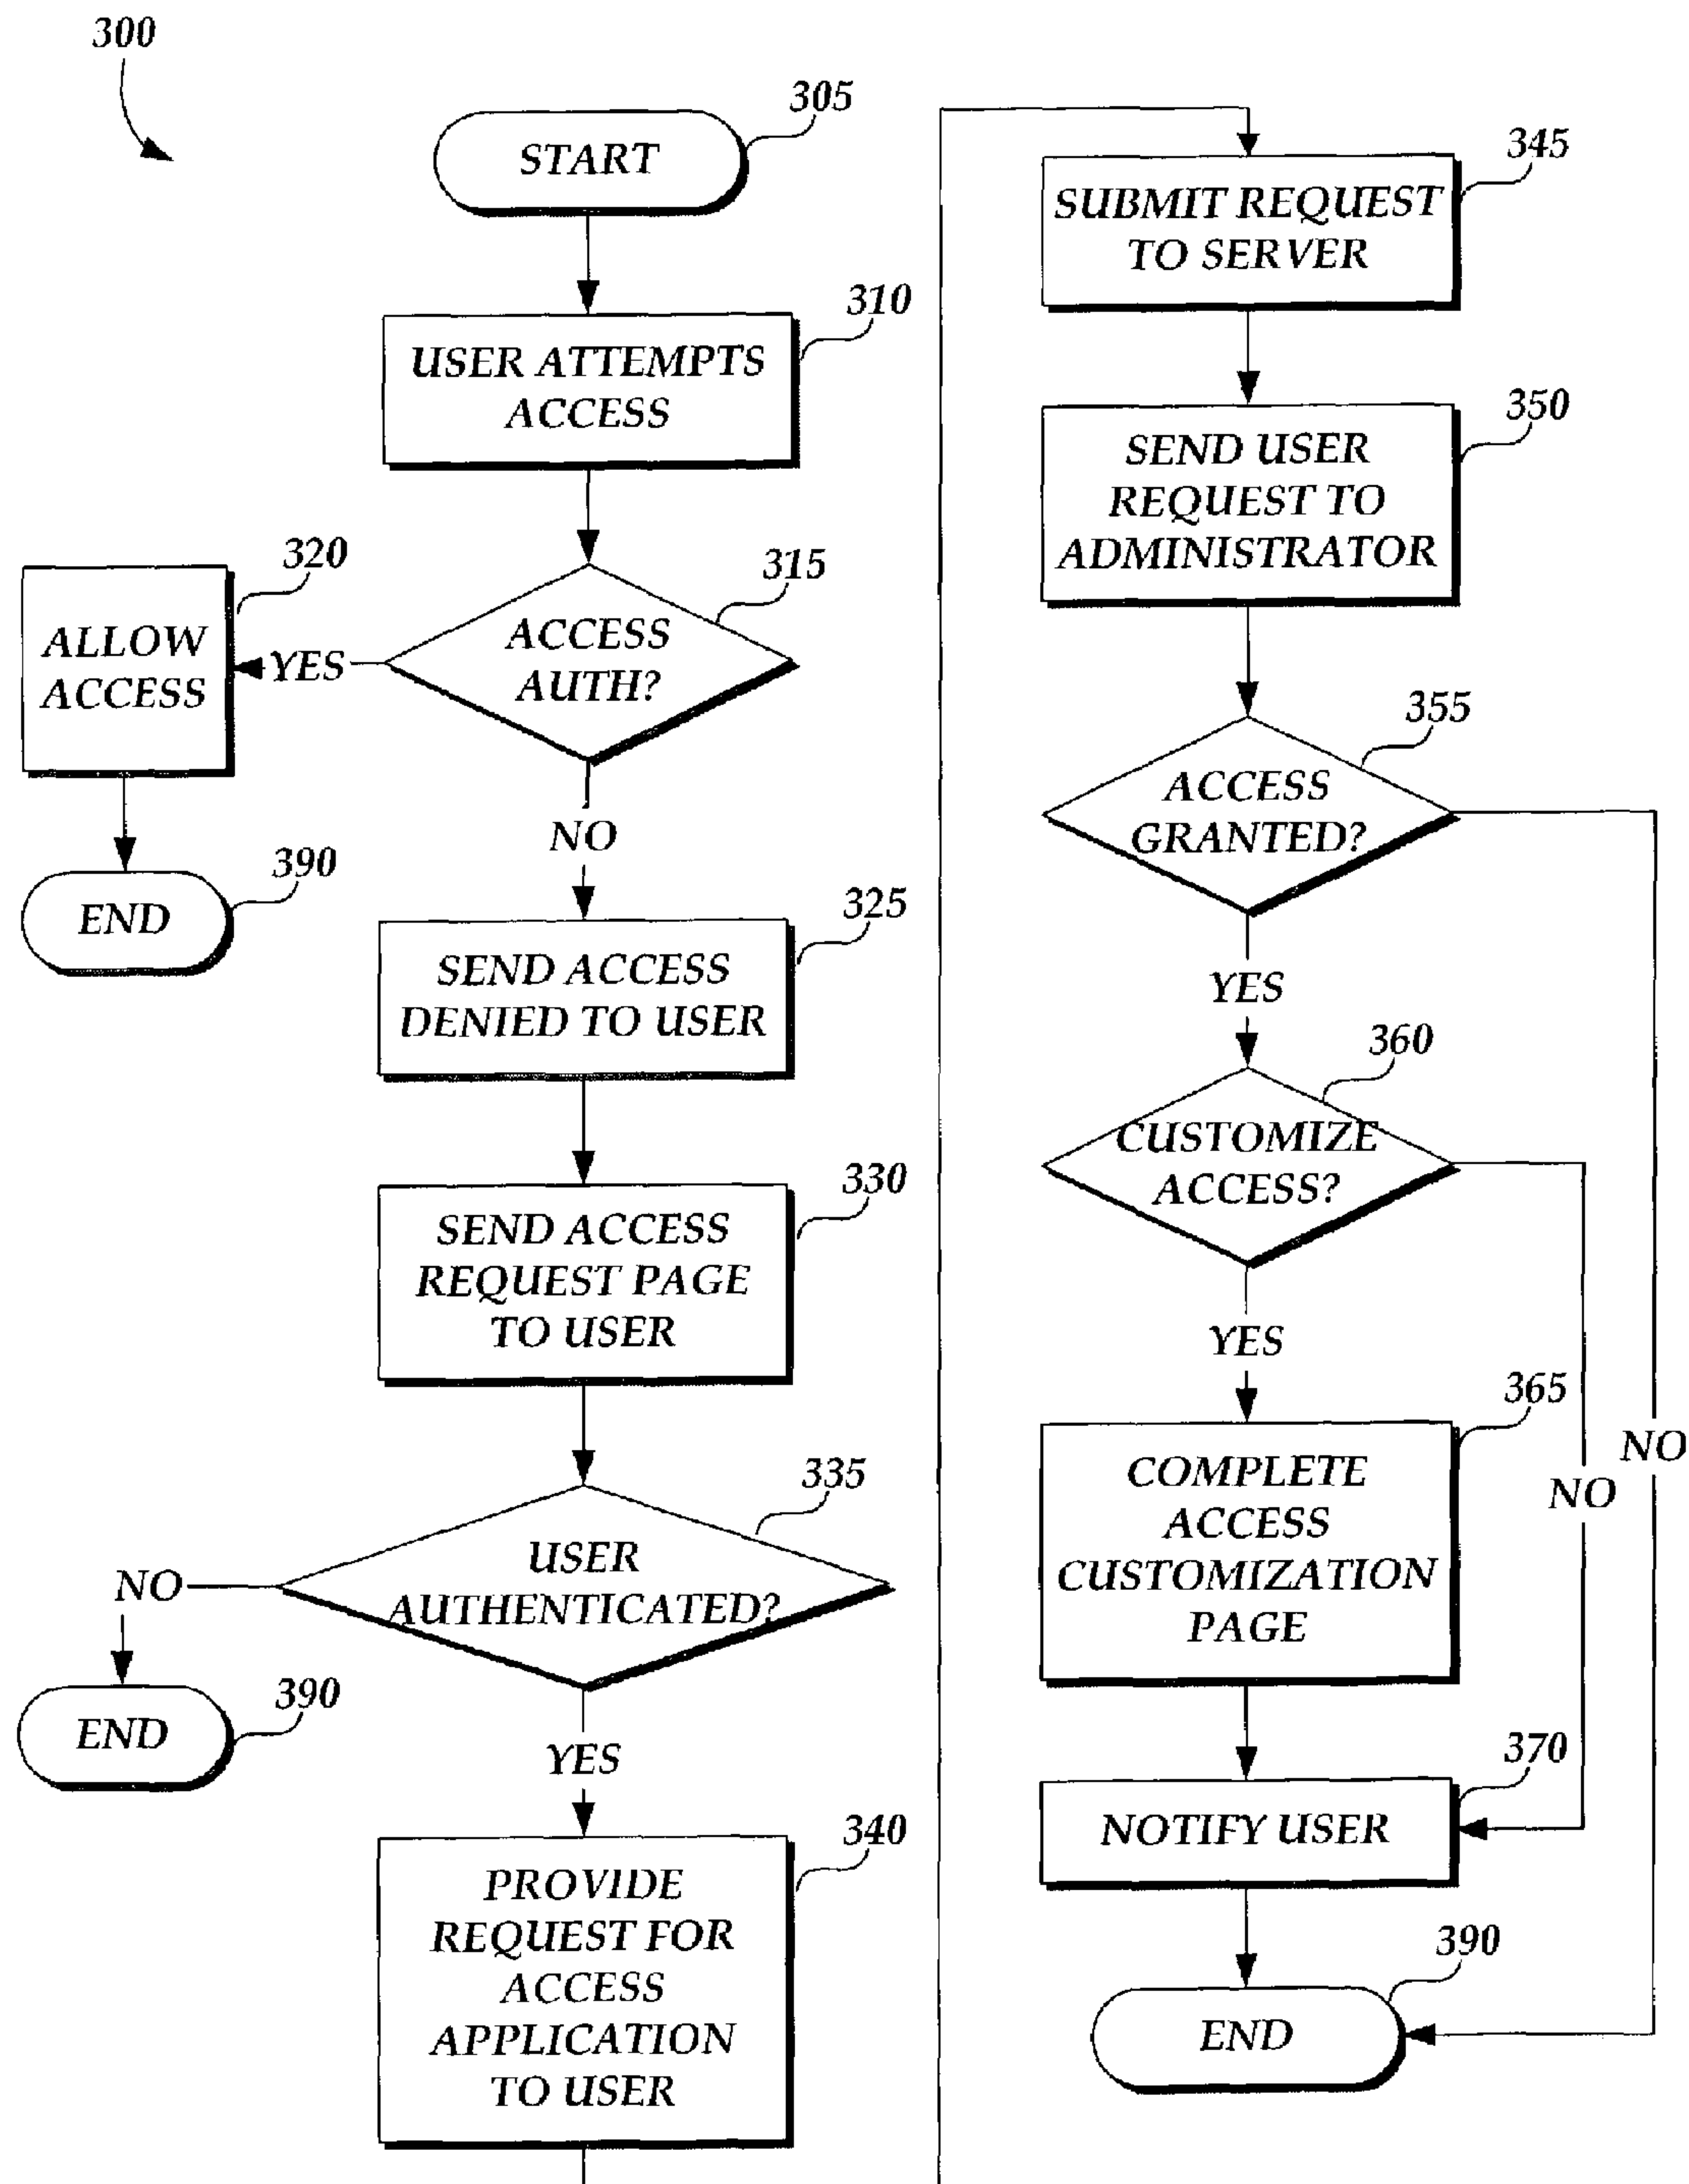 300
305
START
310
USER ATTEMPTS
ACCESS
315
ACCESS
AUTH?
YES
320
ALLOW
ACCESS
390
END
NO
325
SEND ACCESS
DENIED TO USER
330
SEND ACCESS
REQUEST PAGE
TO USER
335
USER
AUTHENTICATED?
NO
390
END
YES
340
PROVIDE
REQUEST FOR
ACCESS
APPLICATION
TO USER
345
SUBMIT REQUEST
TO SERVER
350
SEND USER
REQUEST TO
ADMINISTRATOR
355
ACCESS
GRANTED?
YES
360
CUSTOMIZE
ACCESS?
YES
365
COMPLETE
ACCESS
CUSTOMIZATION
PAGE
NO
NO
370
NOTIFY USER
390
END